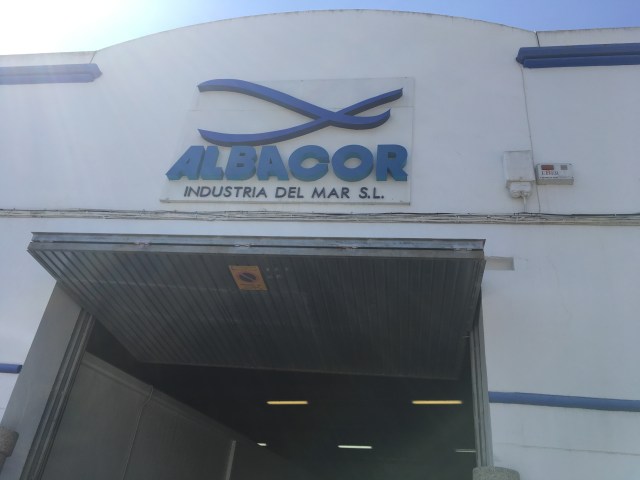 ALBACOR
INDUSTRIA DEL MAR S.L.